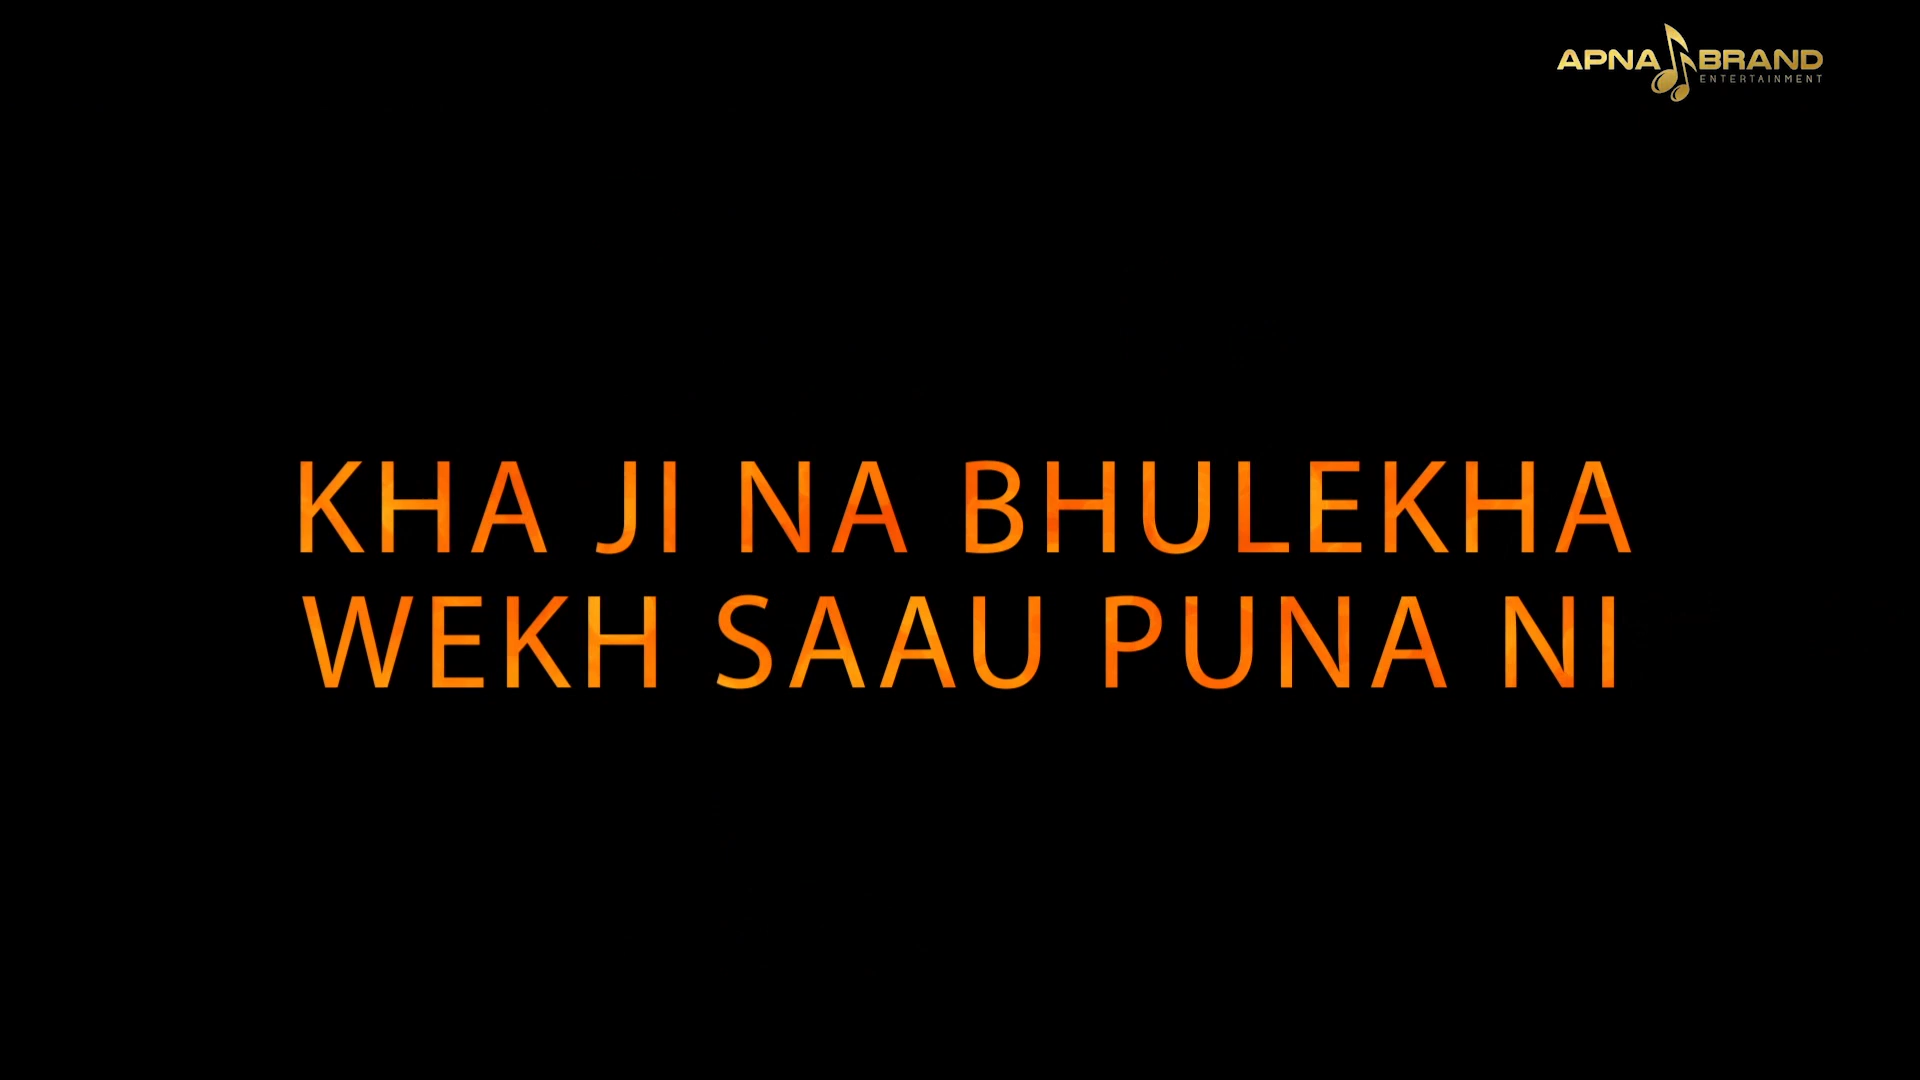 APNA BRAND
ENTERTAINMENT
KHA JI NA BHULEKHA
WEKH SAAU PUNA NI